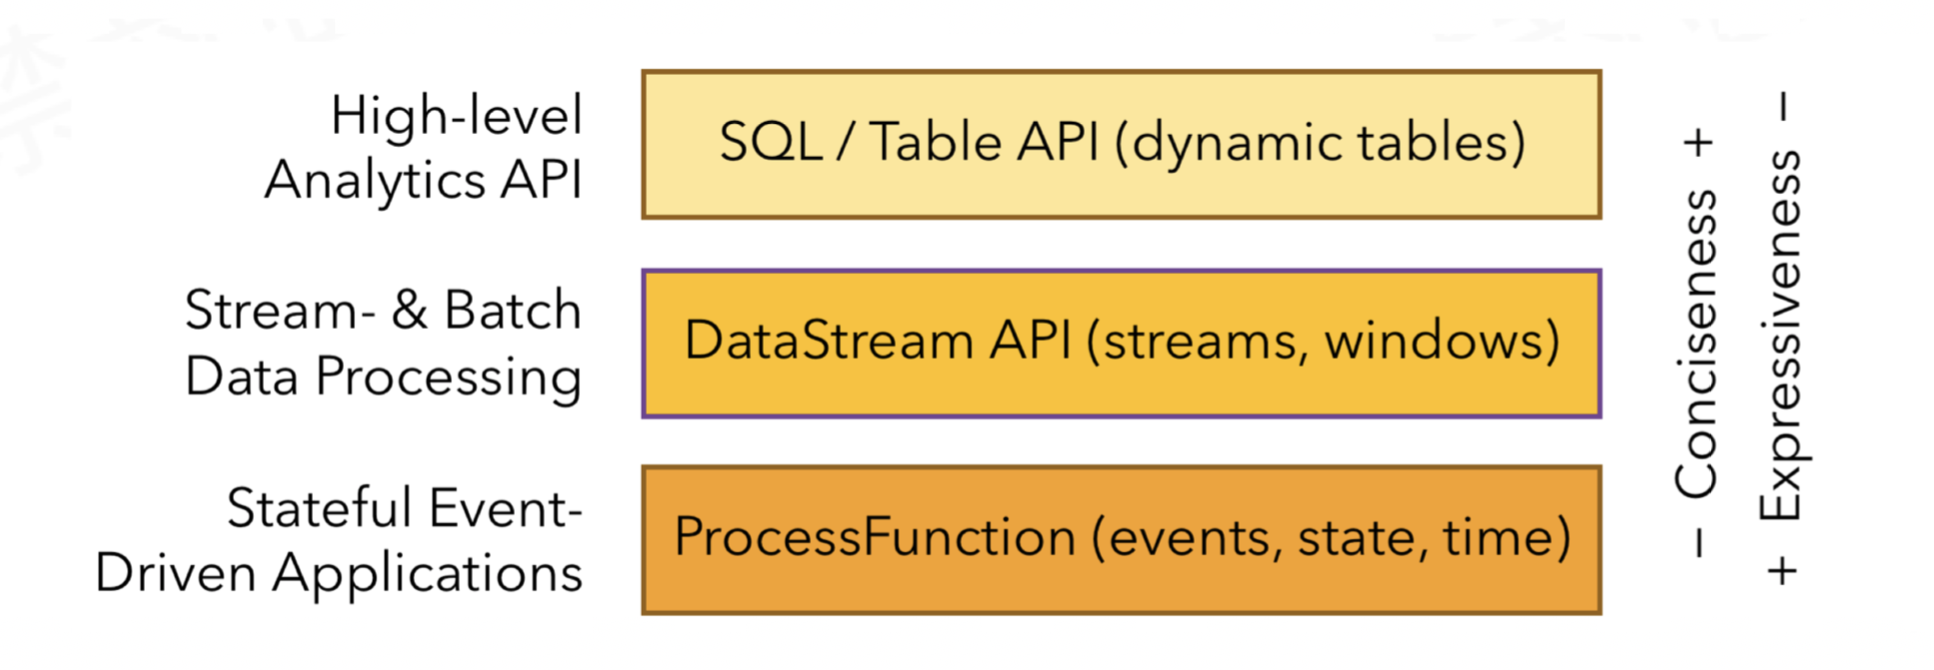 High-level
Analytics API
SQL / Table API (dynamic tables)
Stream- & Batch
Data Processing
DataStream API (streams, windows)
Stateful Event-
Driven Applications
ProcessFunction (events, state, time)
– Conciseness +
+ Expressiveness –